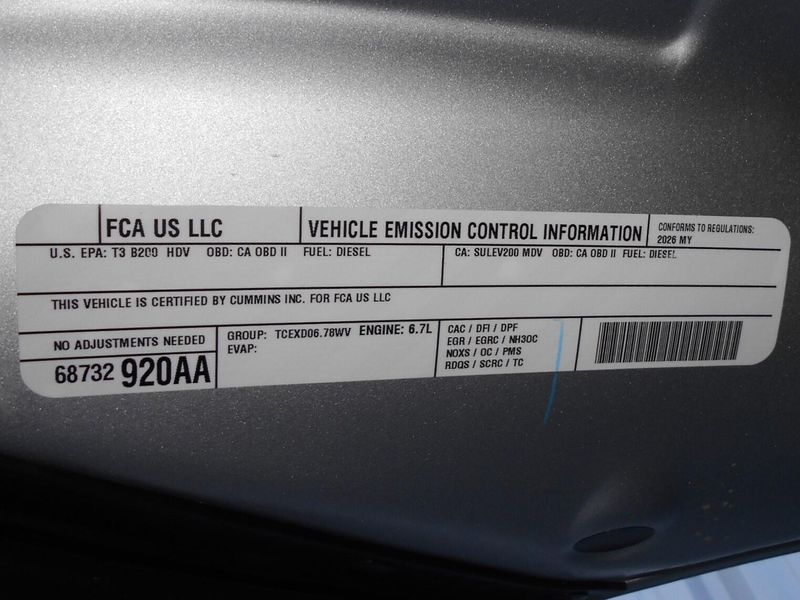 FCA US LLC
VEHICLE EMISSION CONTROL INFORMATION
CONFORMS TO REGULATIONS:
2026 MY
U.S. EPA: T3 B200 HDV OBD: CA OBD II FUEL: DIESEL
CA: SULEV200 MDV OBD: CA OBD II FUEL: DIESEL
THIS VEHICLE IS CERTIFIED BY CUMMINS INC. FOR FCA US LLC
NO ADJUSTMENTS NEEDED
68732 920AA
GROUP: TCEXD06.78WV ENGINE: 6.7L
EVAP:
CAC / DFI / DPF
EGR / EGRC / NH3OC
NOXS / OC / PMS
RDQS / SCRC / TC